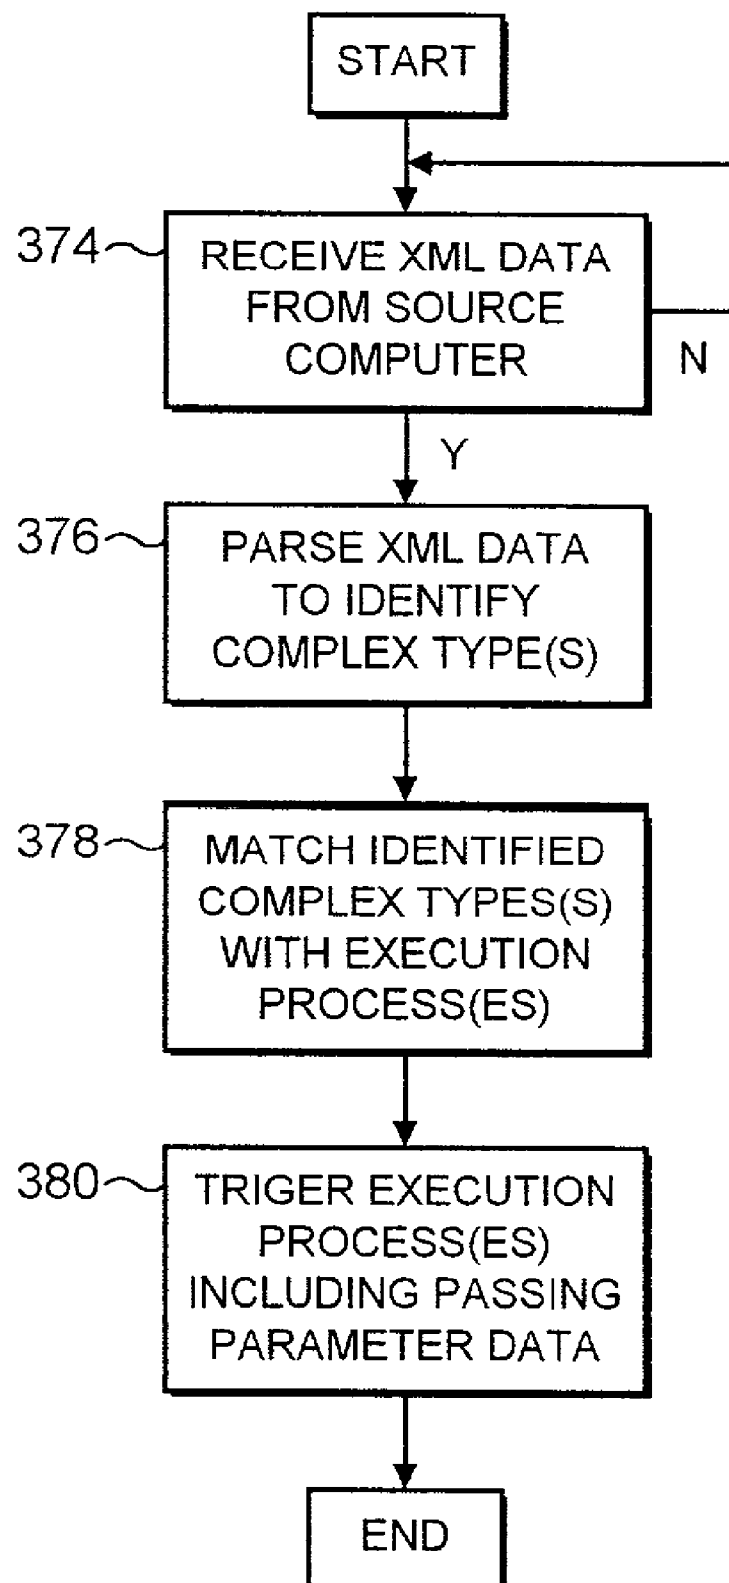 START
374
RECEIVE XML DATA
FROM SOURCE
COMPUTER
N
Y
376
PARSE XML DATA
TO IDENTIFY
COMPLEX TYPE(S)
378
MATCH IDENTIFIED
COMPLEX TYPES(S)
WITH EXECUTION
PROCESS(ES)
380
TRIGER EXECUTION
PROCESS(ES)
INCLUDING PASSING
PARAMETER DATA
END